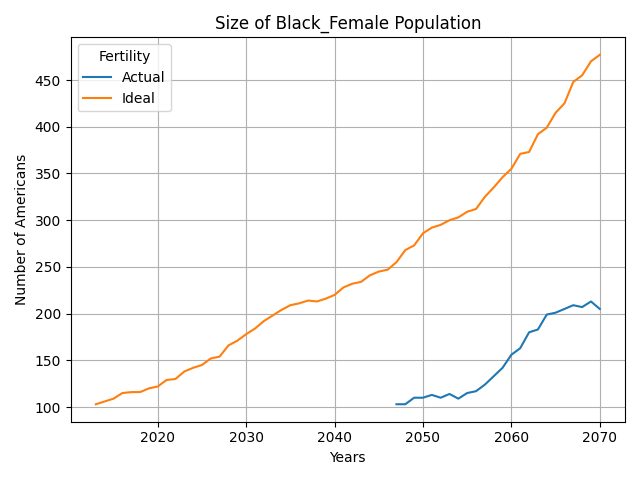 Size of Black_Female Population
Fertility
Actual
Ideal
Number of Americans
450
400
350
300
250
200
150
100
2020
2030
2040
2050
2060
2070
Years